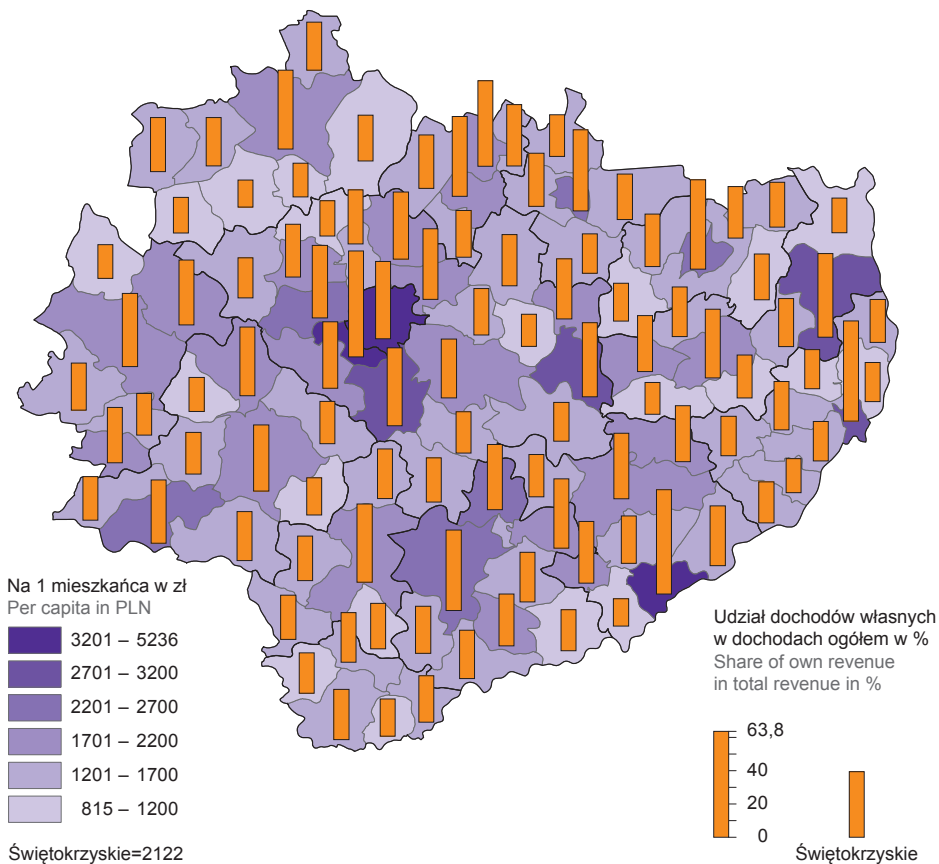 Na 1 mieszkańca w zł
Per capita in PLN
3201 – 5236
2701 – 3200
2201 – 2700
1701 – 2200
1201 – 1700
815 – 1200
Świętokrzyskie=2122
Udział dochodów własnych
w dochodach ogółem w %
Share of own revenue
in total revenue in %
63,8
40
20
0
Świętokrzyskie